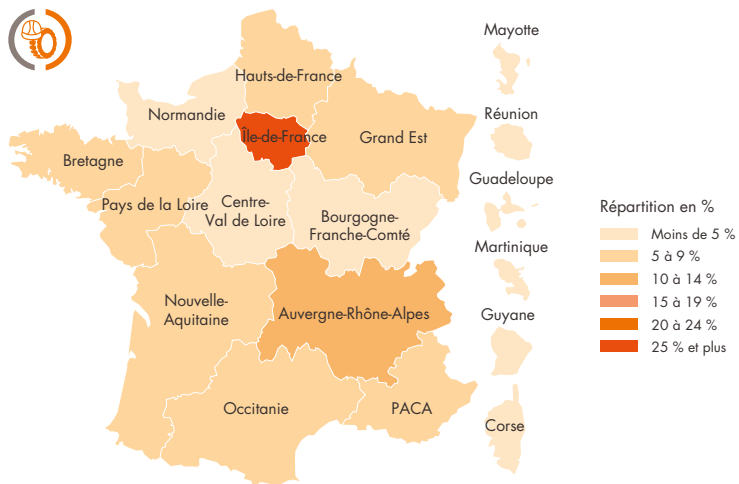 Mayotte
Hauts-de-France
Normandie
Réunion
Île-de-France
Grand Est
Bretagne
Guadeloupe
Pays de la Loire
Centre-
Val de Loire
Bourgogne-
Franche-Comté
Martinique
Nouvelle-
Aquitaine
Auvergne-Rhône-Alpes
Guyane
Occitanie
PACA
Corse
Répartition en %
Moins de 5 %
5 à 9 %
10 à 14 %
15 à 19 %
20 à 24 %
25 % et plus